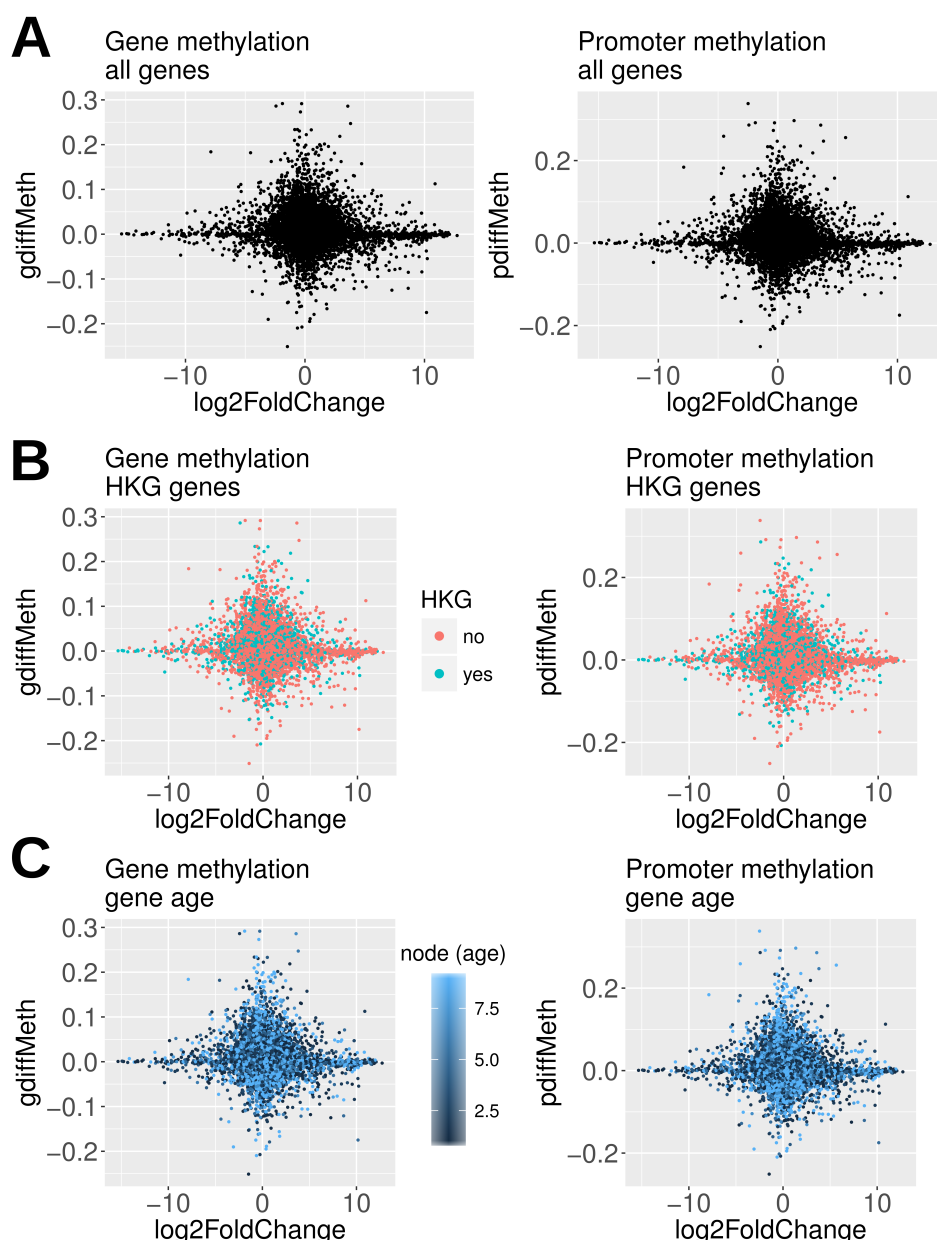 A
Gene methylation
all genes
gdiffMeth
0.3
0.2
0.1
0.0
−0.1
−0.2
−10
0
10
log2FoldChange
Promoter methylation
all genes
pdiffMeth
0.2
0.0
−0.2
−10
0
10
log2FoldChange
B
Gene methylation
HKG genes
gdiffMeth
0.3
0.2
0.1
0.0
−0.1
−0.2
−10
0
10
log2FoldChange
HKG
no
yes
Promoter methylation
HKG genes
pdiffMeth
0.2
0.0
−0.2
−10
0
10
log2FoldChange
C
Gene methylation
gene age
gdiffMeth
0.3
0.2
0.1
0.0
−0.1
−0.2
−10
0
10
log2FoldChange
node (age)
7.5
5.0
2.5
Promoter methylation
gene age
pdiffMeth
0.2
0.0
−0.2
−10
0
10
log2FoldChange